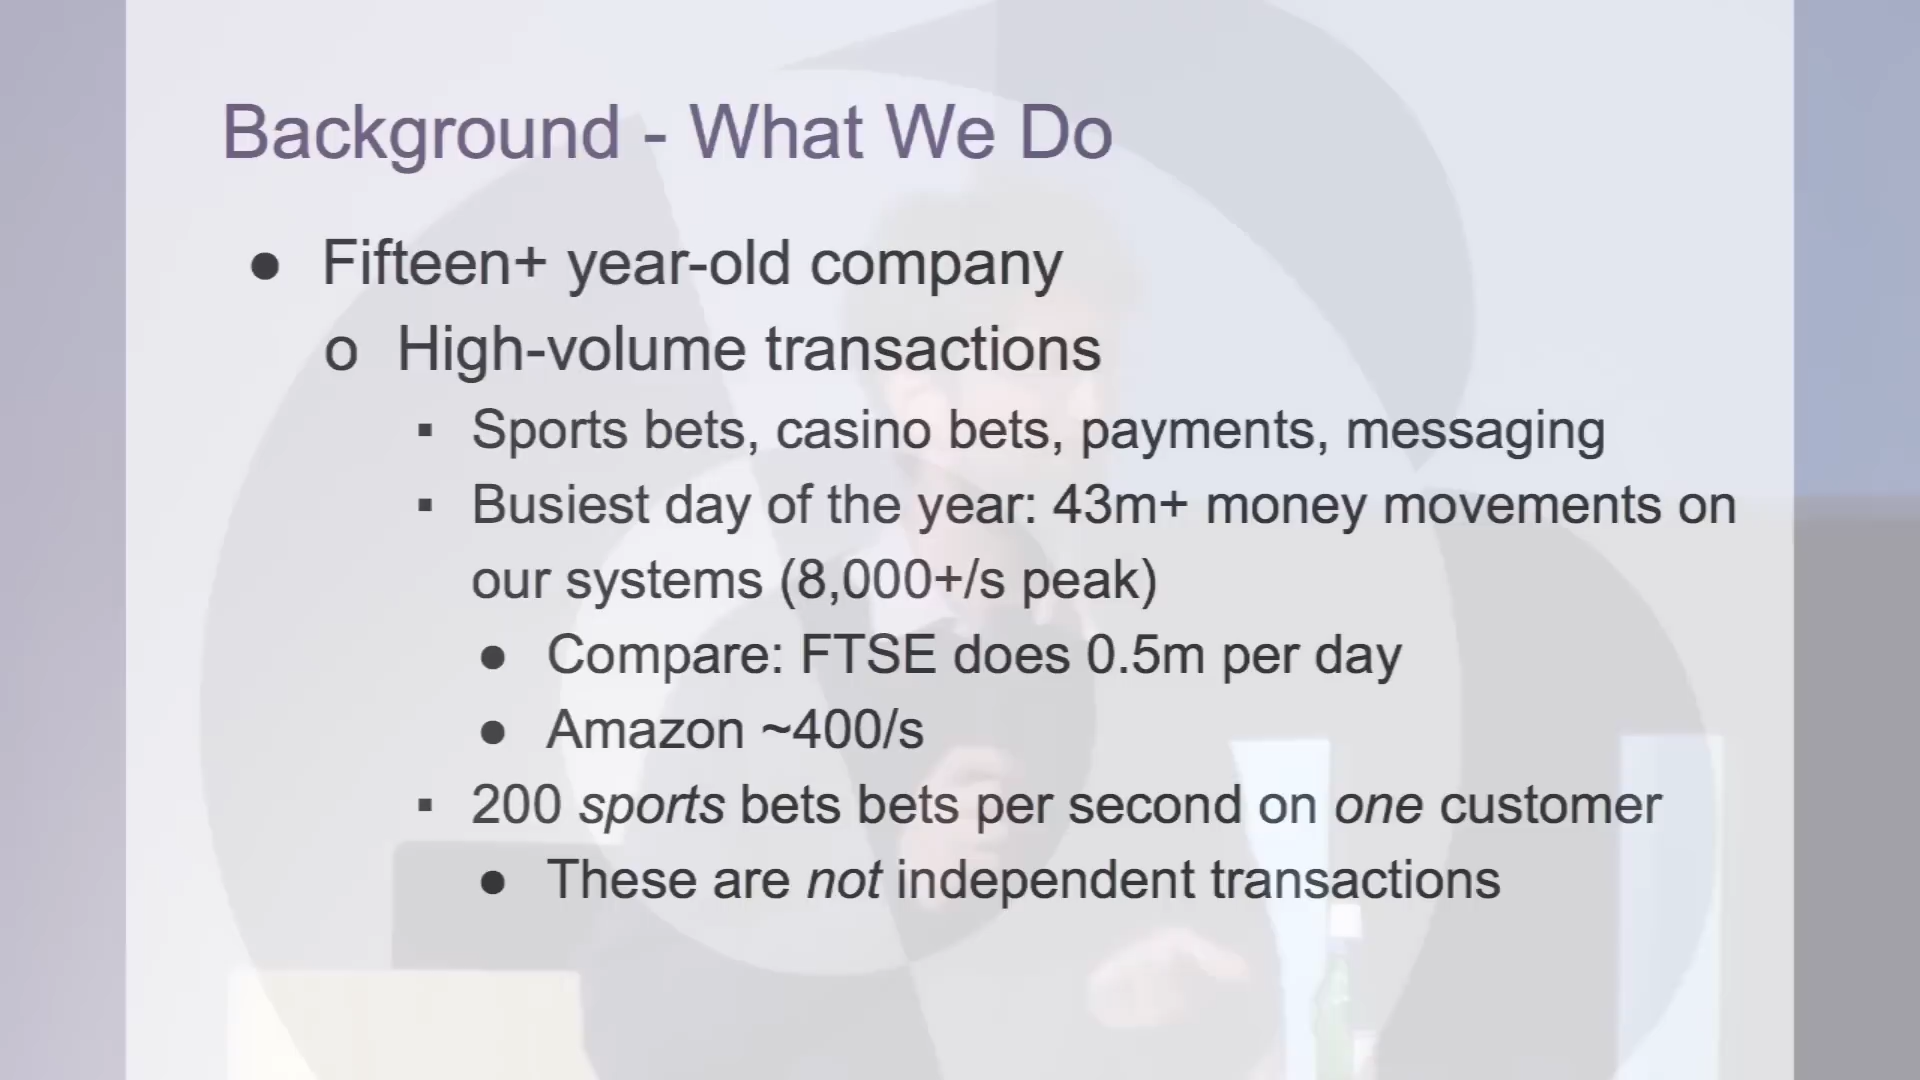 Background - What We Do
● Fifteen+ year-old company
o High-volume transactions
▪ Sports bets, casino bets, payments, messaging
▪ Busiest day of the year: 43m+ money movements on
our systems (8,000+/s peak)
● Compare: FTSE does 0.5m per day
● Amazon ~400/s
▪ 200 sports bets bets per second on one customer
● These are not independent transactions